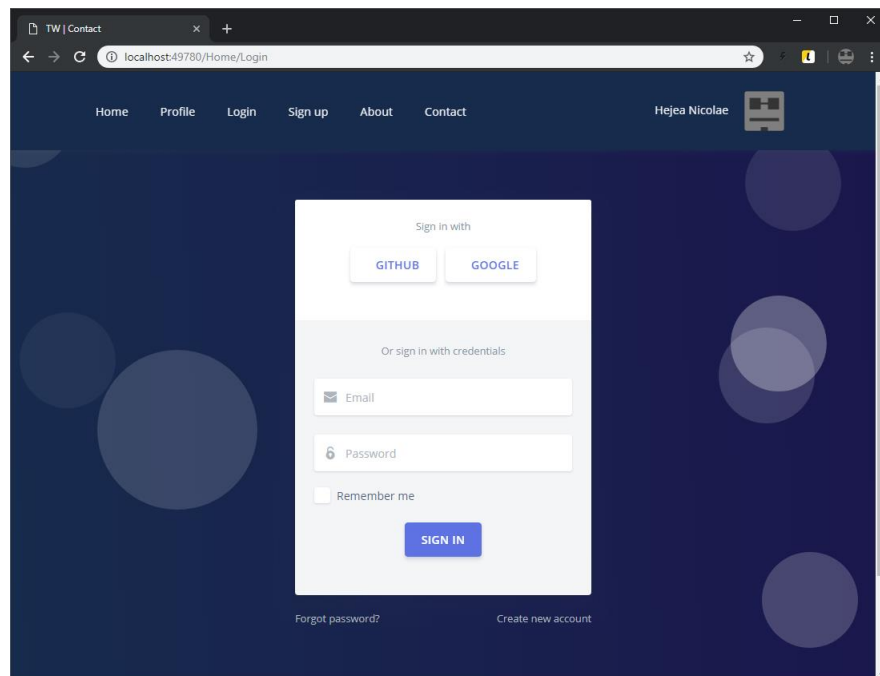 TW | Contact
localhost:49780/Home/Login
Home Profile Login Sign up About Contact Hejea Nicolae
Sign in with
GITHUB GOOGLE
Or sign in with credentials
Email
Password
Remember me
SIGN IN
Forgot password? Create new account